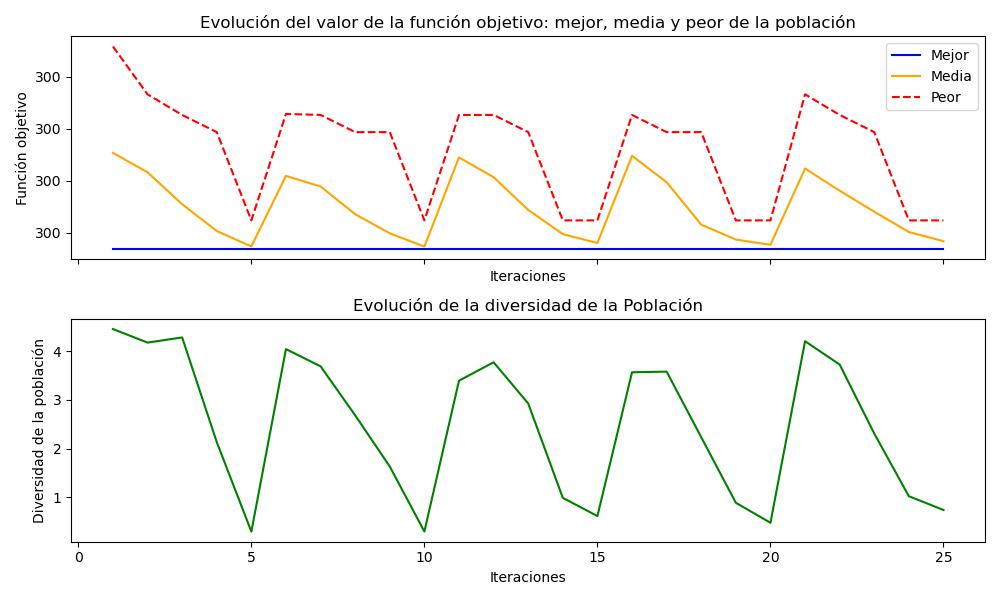 Evolución del valor de la función objetivo: mejor, media y peor de la población
Función objetivo
300
300
300
300
Mejor
Media
Peor
Iteraciones
Evolución de la diversidad de la Población
Diversidad de la población
4
3
2
1
0 5 10 15 20 25
Iteraciones